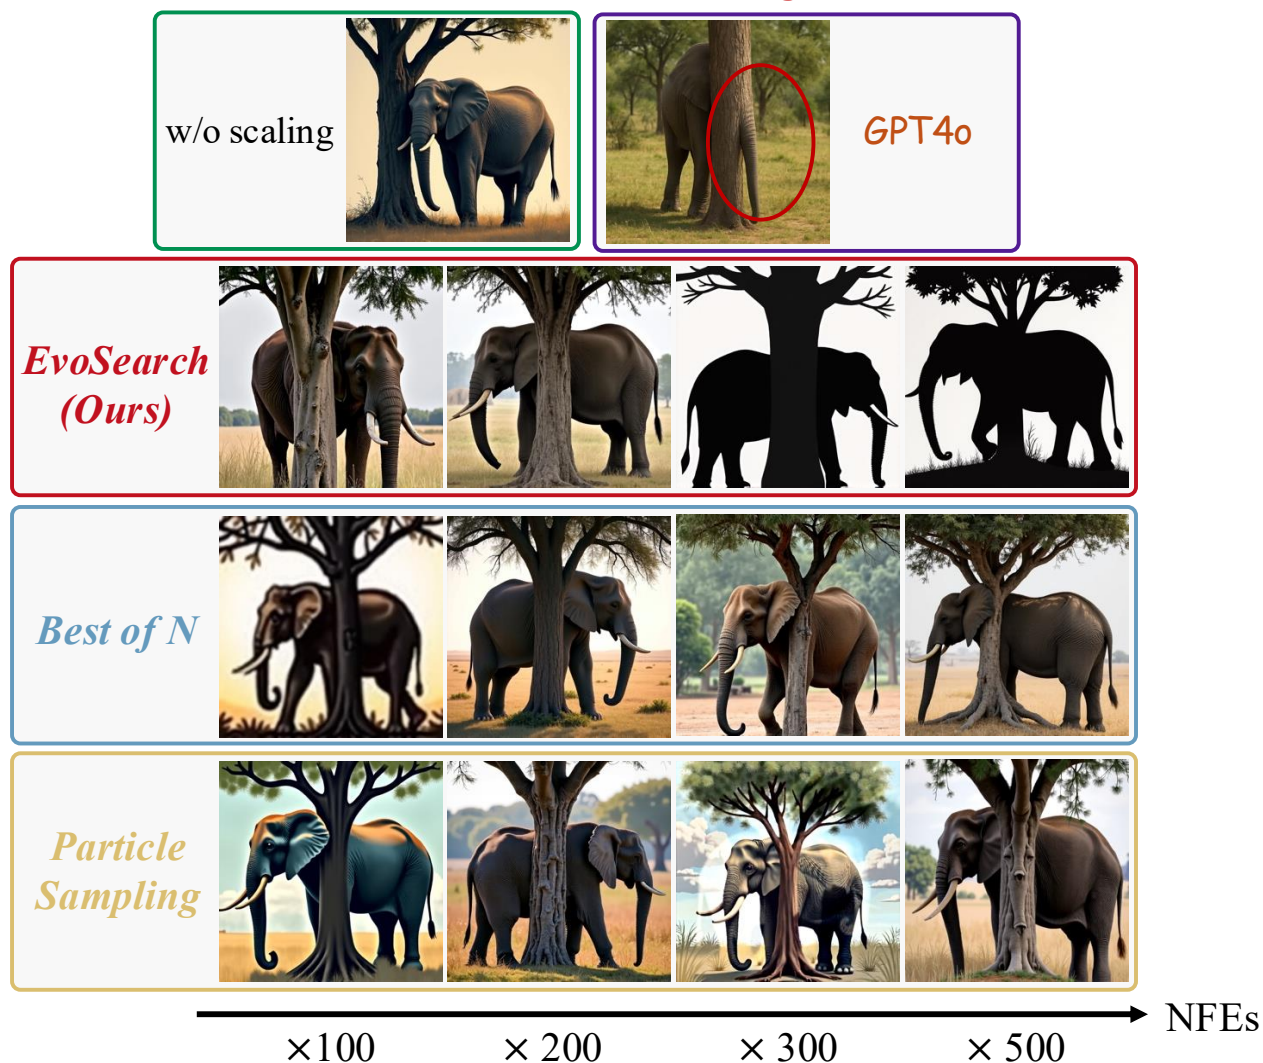 w/o scaling
GPT4o
EvoSearch
(Ours)
Best of N
Particle
Sampling
NFEs
×100
× 200
× 300
× 500